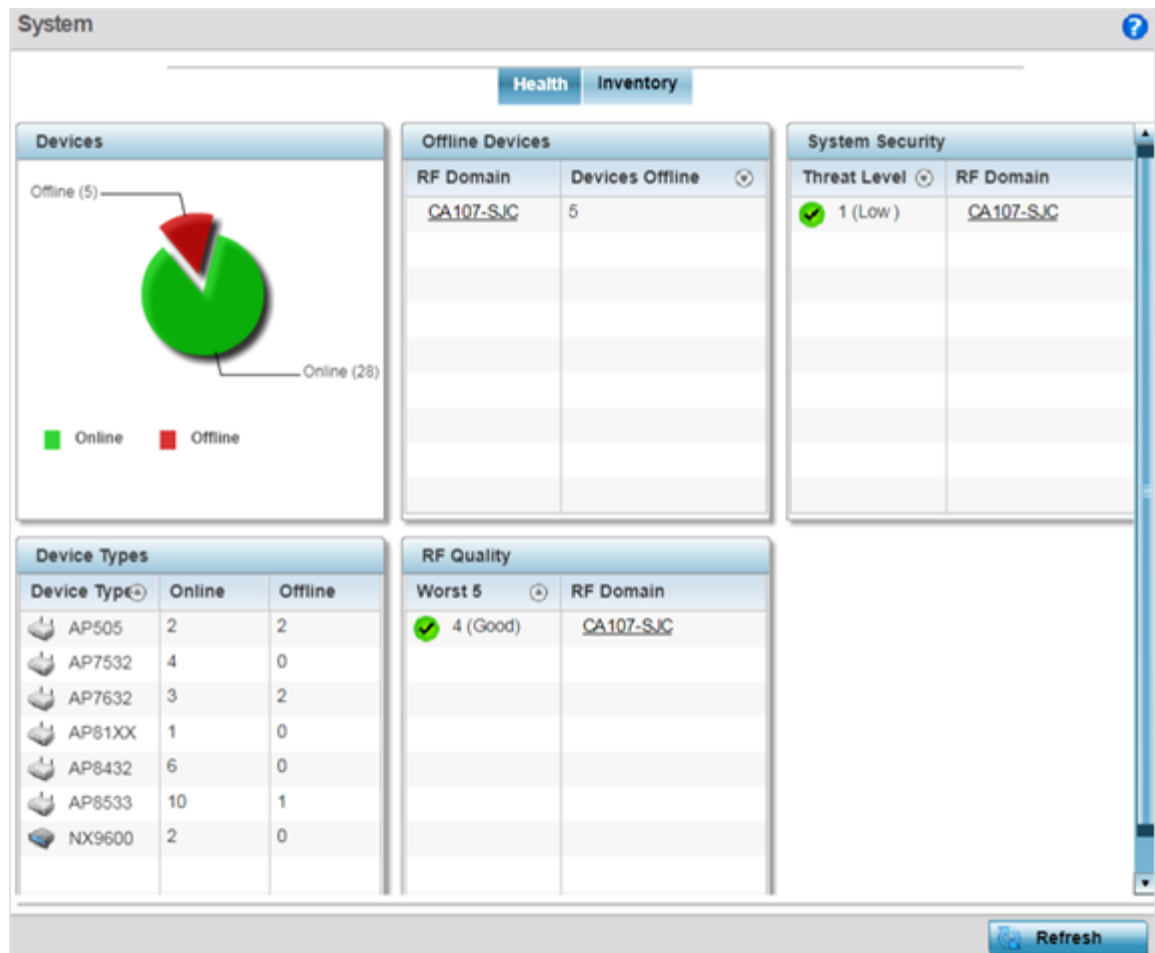 System
?
Health Inventory
Devices
Offline (5)
Online (28)
Online Offline
Offline Devices
RF Domain Devices Offline
CA107-SJC 5
System Security
Threat Level RF Domain
1 (Low) CA107-SJC
Device Types
Device Type Online Offline
AP505 2 2
AP7532 4 0
AP7632 3 2
AP81XX 1 0
AP8432 6 0
AP8533 10 1
NX9600 2 0
RF Quality
Worst 5 RF Domain
4 (Good) CA107-SJC
Refresh